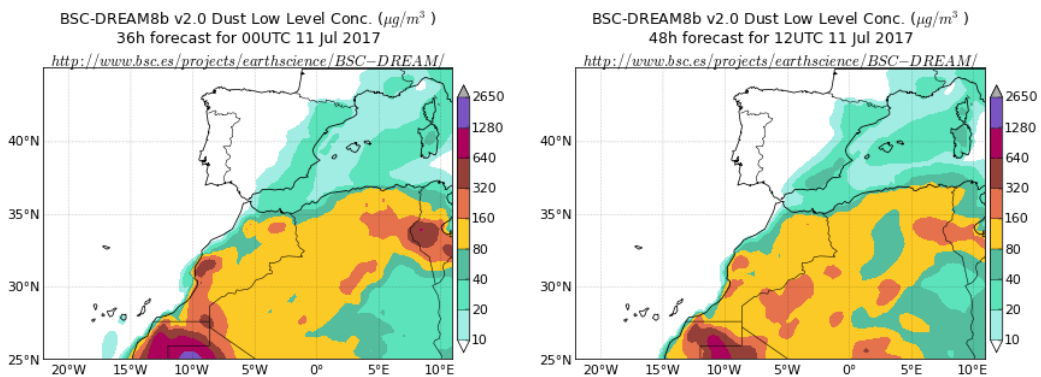 BSC-DREAM8b v2.0 Dust Low Level Conc. (μg/m³ )
36h forecast for 00UTC 11 Jul 2017
http://www.bsc.es/projects/earthscience/BSC−DREAM/
40°N
35°N
30°N
25°N
20°W 15°W 10°W 5°W 0°E 5°E 10°E
2650
1280
640
320
160
80
40
20
10
BSC-DREAM8b v2.0 Dust Low Level Conc. (μg/m³ )
48h forecast for 12UTC 11 Jul 2017
http://www.bsc.es/projects/earthscience/BSC−DREAM/
40°N
35°N
30°N
25°N
20°W 15°W 10°W 5°W 0°E 5°E 10°E
2650
1280
640
320
160
80
40
20
10